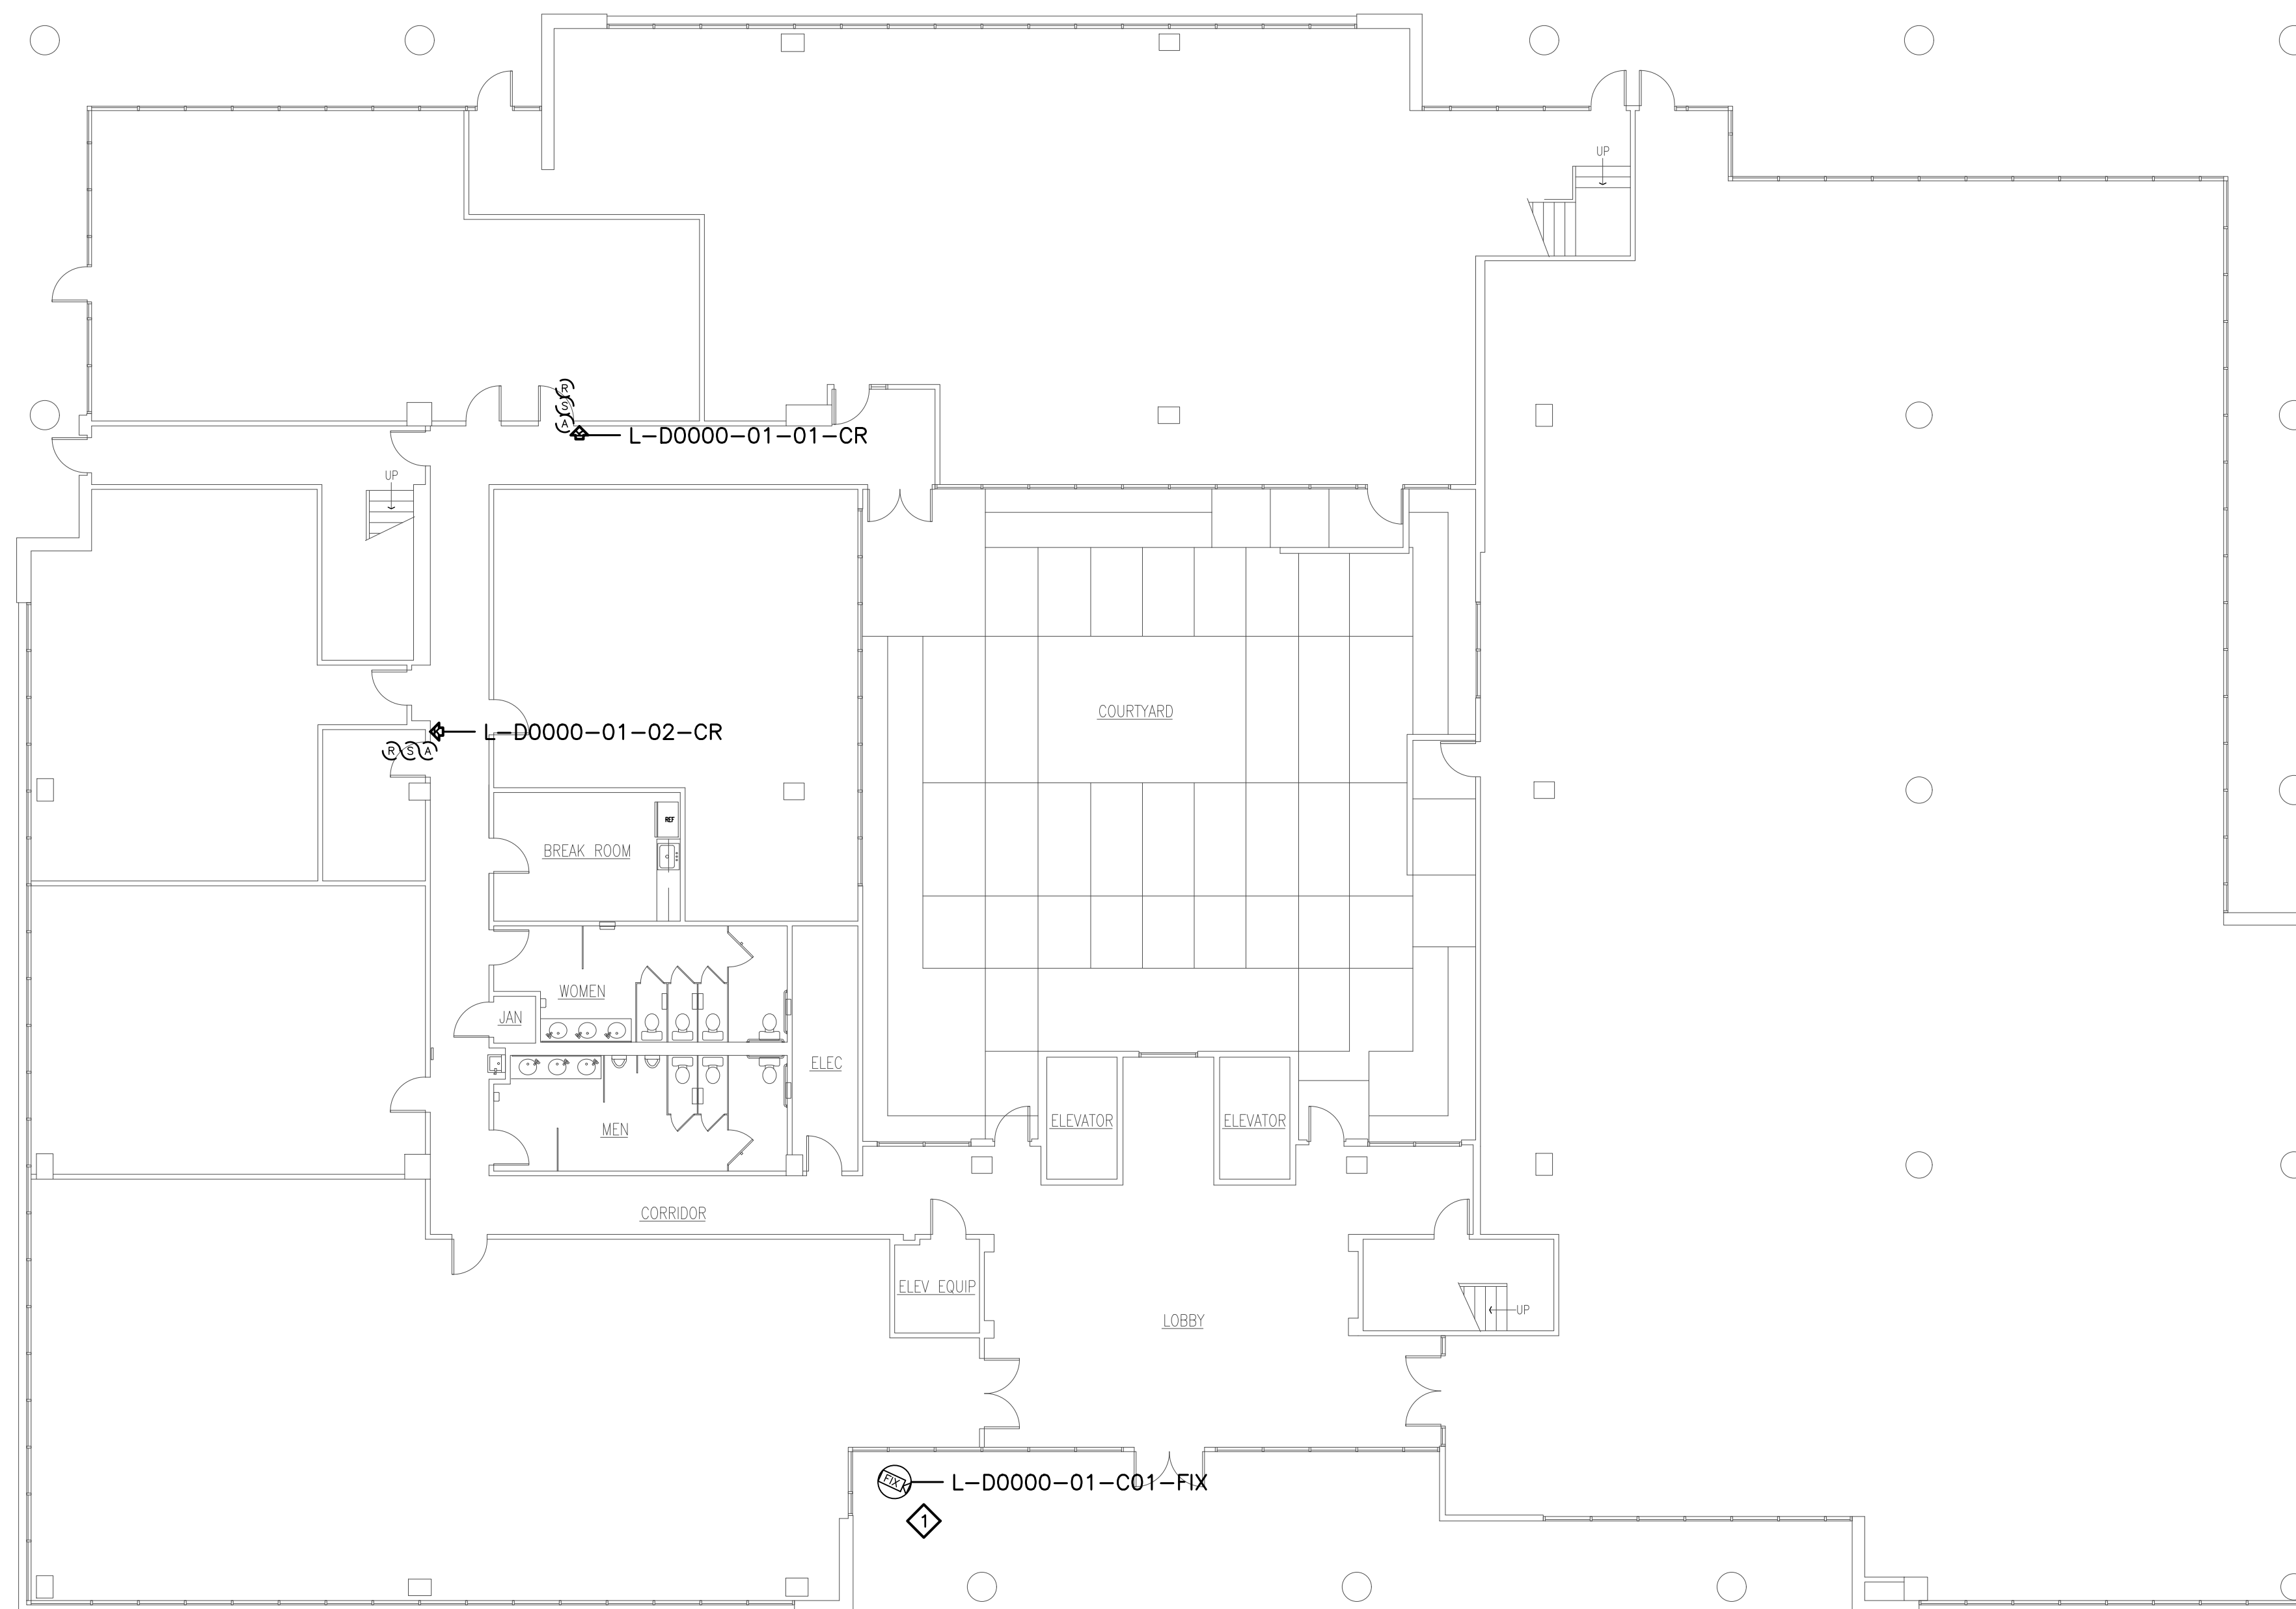 UP
R
S
A
L-D0000-01-01-CR
UP
COURTYARD
L-D0000-01-02-CR
R S A
REF
BREAK ROOM
WOMEN
JAN
ELEC
ELEVATOR
ELEVATOR
MEN
CORRIDOR
ELEV EQUIP
UP
LOBBY
FIX
L-D0000-01-C01-FIX
1